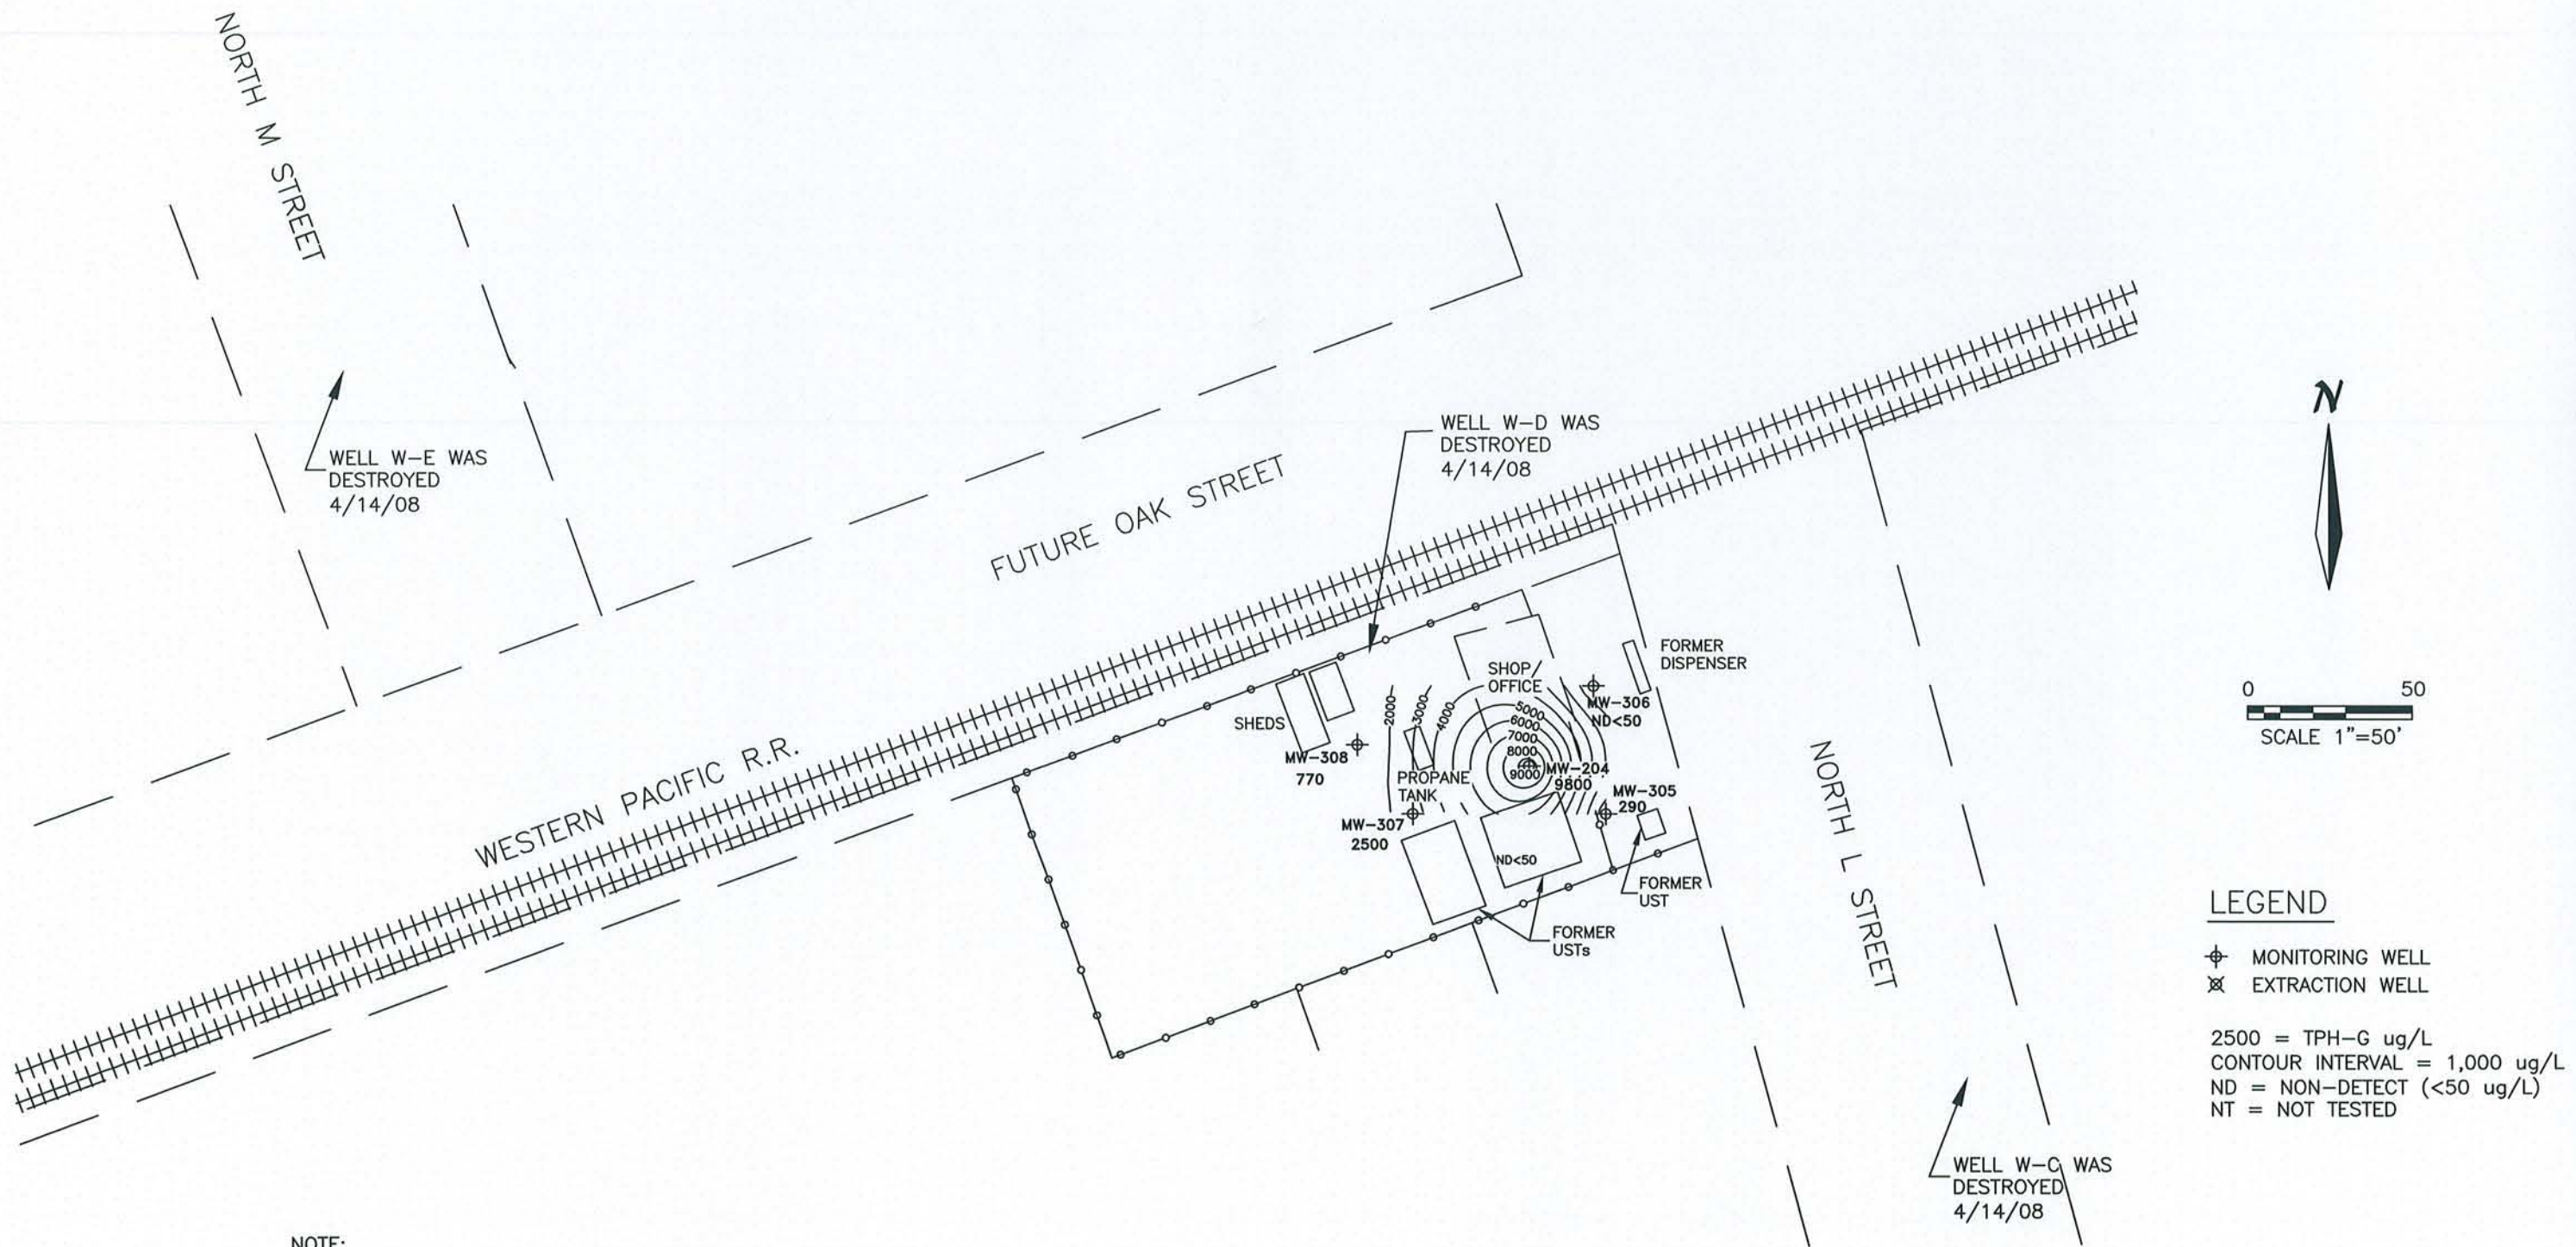 NORTH M STREET
WELL W-E WAS
DESTROYED
4/14/08
WELL W-D WAS
DESTROYED
4/14/08
FUTURE OAK STREET
WESTERN PACIFIC R.R.
N
0 50
SCALE 1"=50'
FORMER
DISPENSER
SHOP/
OFFICE
MW-306
ND<50
SHEDS
MW-308
770
2000
3000
4000
5000
6000
7000
8000
9000
MW-204
9800
PROPANE
TANK
MW-305
290
MW-307
2500
ND<50
FORMER
UST
FORMER
USTs
NORTH L STREET
LEGEND
MONITORING WELL
EXTRACTION WELL
2500 = TPH-G ug/L
CONTOUR INTERVAL = 1,000 ug/L
ND = NON-DETECT (<50 ug/L)
NT = NOT TESTED
WELL W-C WAS
DESTROYED
4/14/08
NOTE: